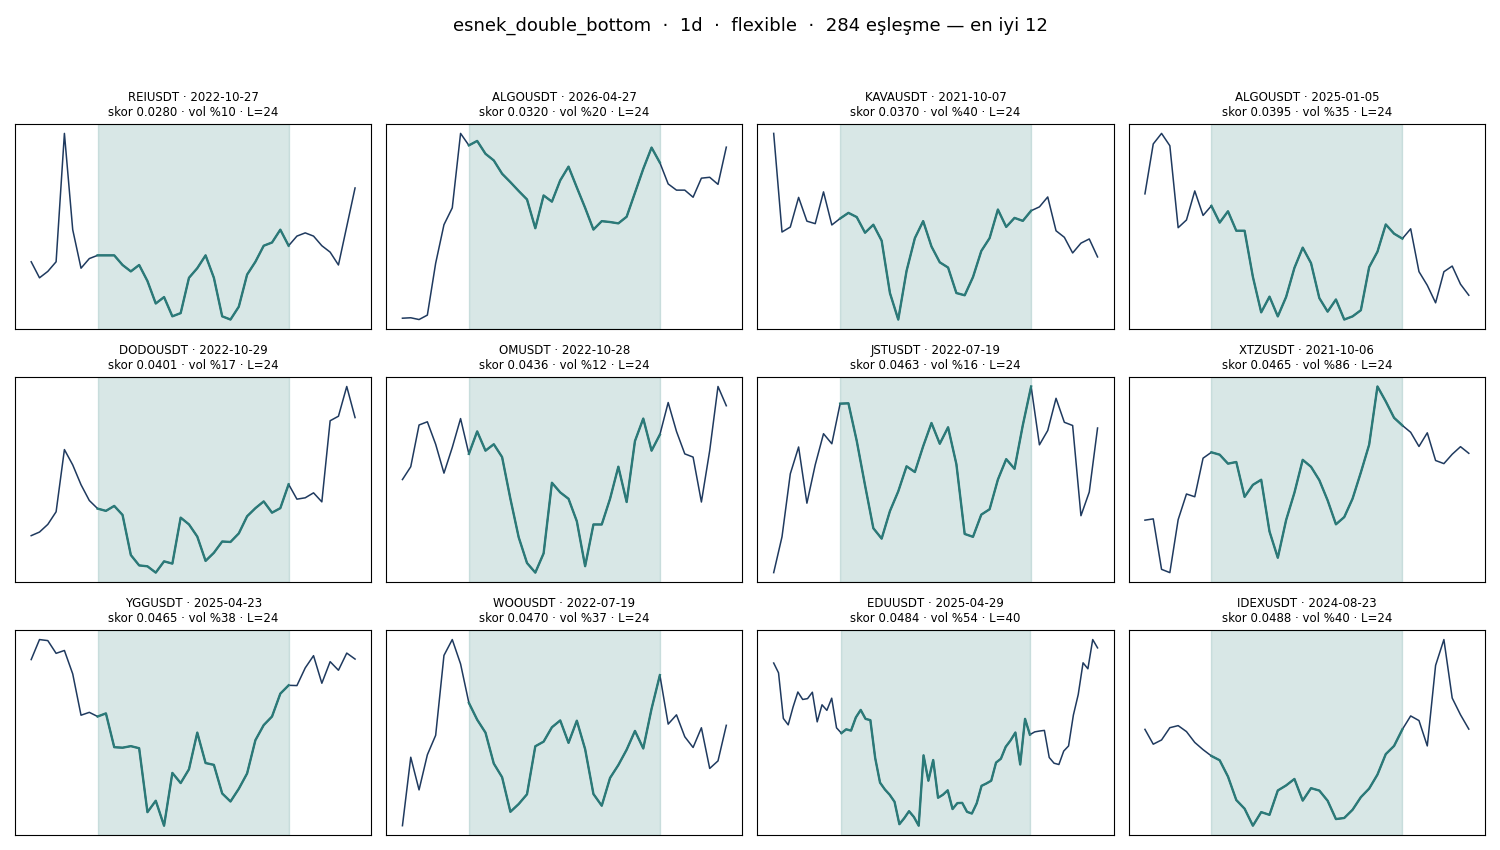 esnek_double_bottom · 1d · flexible · 284 eşleşme — en iyi 12
REIUSDT · 2022-10-27
skor 0.0280 · vol %10 · L=24
ALGOUSDT · 2026-04-27
skor 0.0320 · vol %20 · L=24
KAVAUSDT · 2021-10-07
skor 0.0370 · vol %40 · L=24
ALGOUSDT · 2025-01-05
skor 0.0395 · vol %35 · L=24
DODOUSDT · 2022-10-29
skor 0.0401 · vol %17 · L=24
OMUSDT · 2022-10-28
skor 0.0436 · vol %12 · L=24
JSTUSDT · 2022-07-19
skor 0.0463 · vol %16 · L=24
XTZUSDT · 2021-10-06
skor 0.0465 · vol %86 · L=24
YGGUSDT · 2025-04-23
skor 0.0465 · vol %38 · L=24
WOOUSDT · 2022-07-19
skor 0.0470 · vol %37 · L=24
EDUUSDT · 2025-04-29
skor 0.0484 · vol %54 · L=40
IDEXUSDT · 2024-08-23
skor 0.0488 · vol %40 · L=24